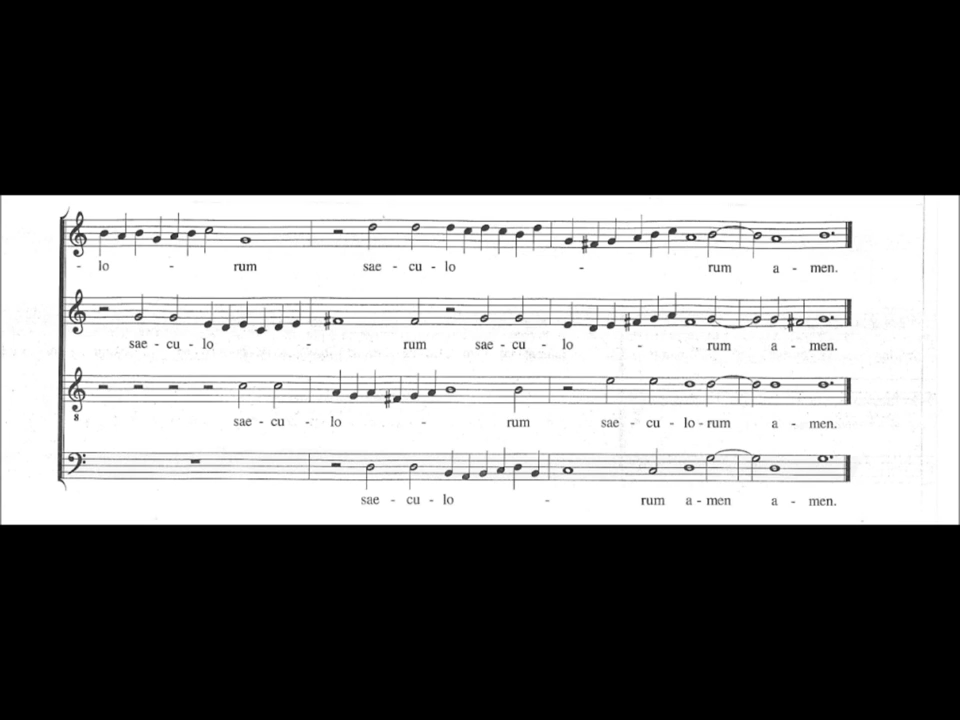 - lo - rum sae - cu - lo - rum a - men.
sae - cu - lo - rum sae - cu - lo - rum a - men.
8
sae - cu - lo - rum sae - cu - lo - rum a - men.
sae - cu - lo - rum a - men a - men.